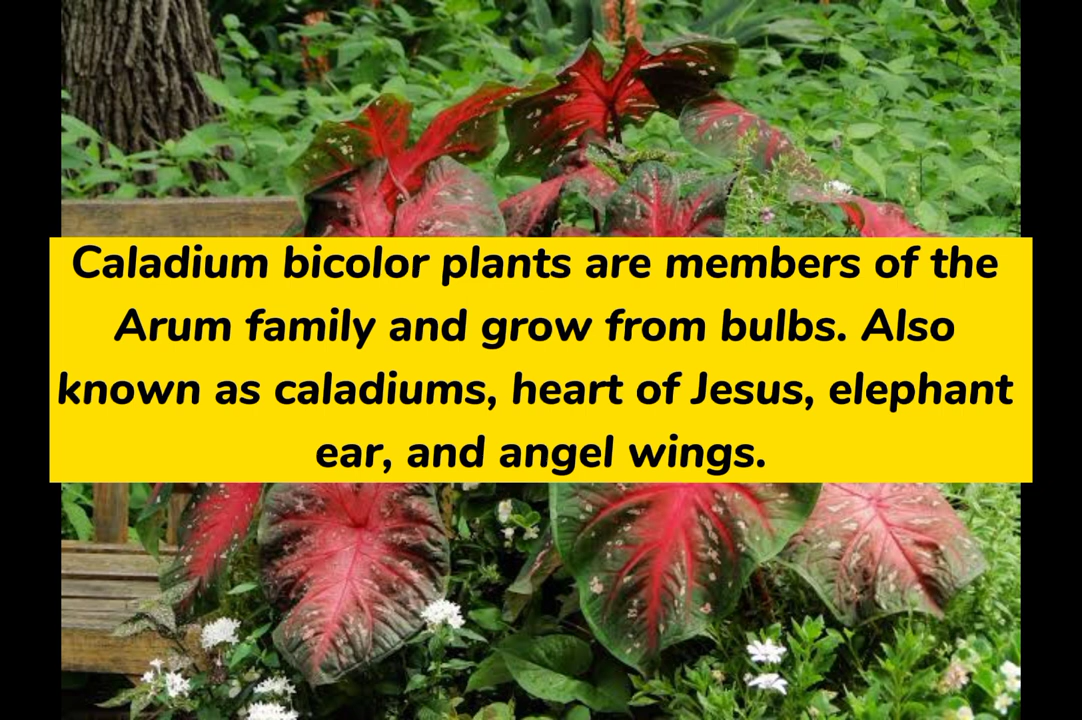 Caladium bicolor plants are members of the
Arum family and grow from bulbs. Also
known as caladiums, heart of Jesus, elephant
ear, and angel wings.